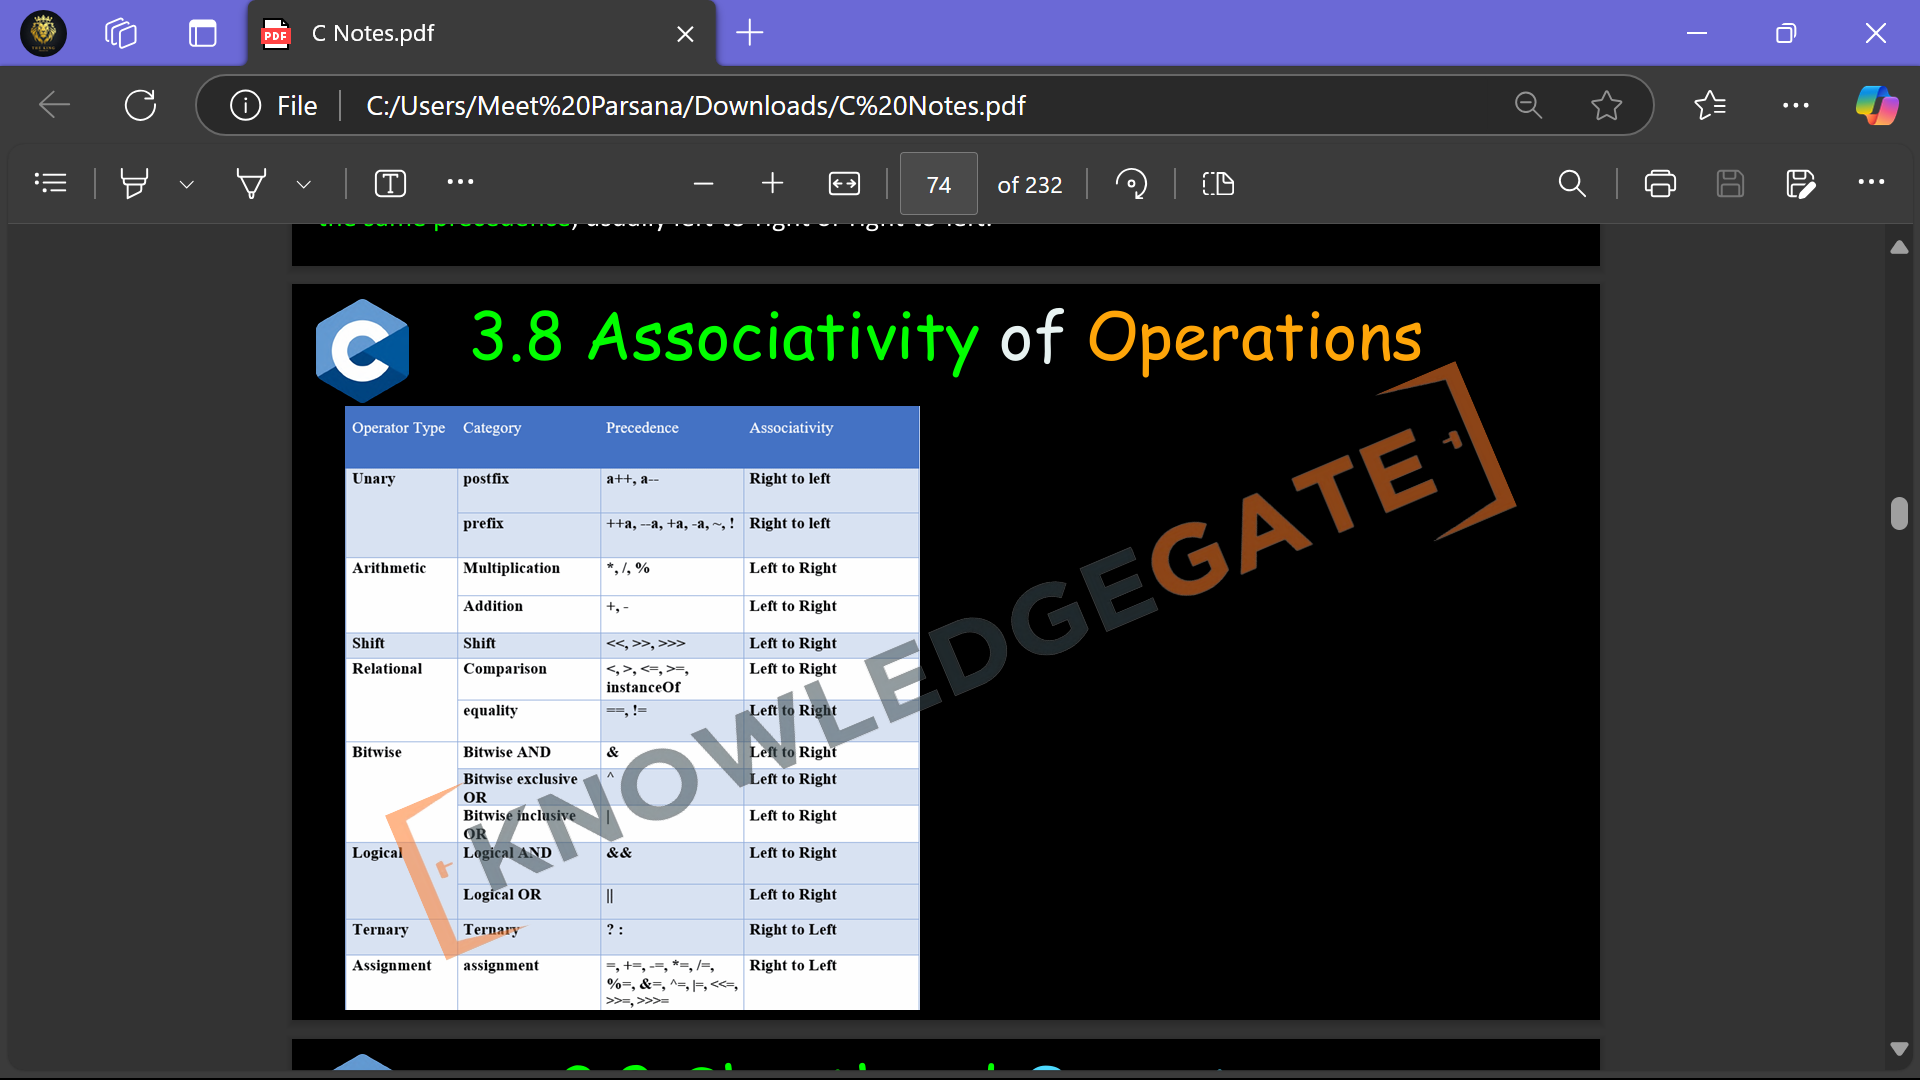 C Notes.pdf
File
C:/Users/Meet%20Parsana/Downloads/C%20Notes.pdf
74 of 232
the same precedence, usually left-to-right or right-to-left.
3.8 Associativity of Operations
Operator Type Category Precedence Associativity
Unary postfix a++, a-- Right to left
prefix ++a, --a, +a, -a, ~, ! Right to left
Arithmetic Multiplication *, /, % Left to Right
Addition +, - Left to Right
Shift Shift <<, >>, >>> Left to Right
Relational Comparison <, >, <=, >=, Left to Right
instanceOf
equality ==, != Left to Right
Bitwise Bitwise AND & Left to Right
Bitwise exclusive ^ Left to Right
OR
Bitwise inclusive | Left to Right
OR
Logical Logical AND && Left to Right
Logical OR || Left to Right
Ternary Ternary ? : Right to Left
Assignment assignment =, +=, -=, *=, /=, Right to Left
%=, &=, ^=, |=, <<=,
>>=, >>>=
KNOWLEDGEGATE